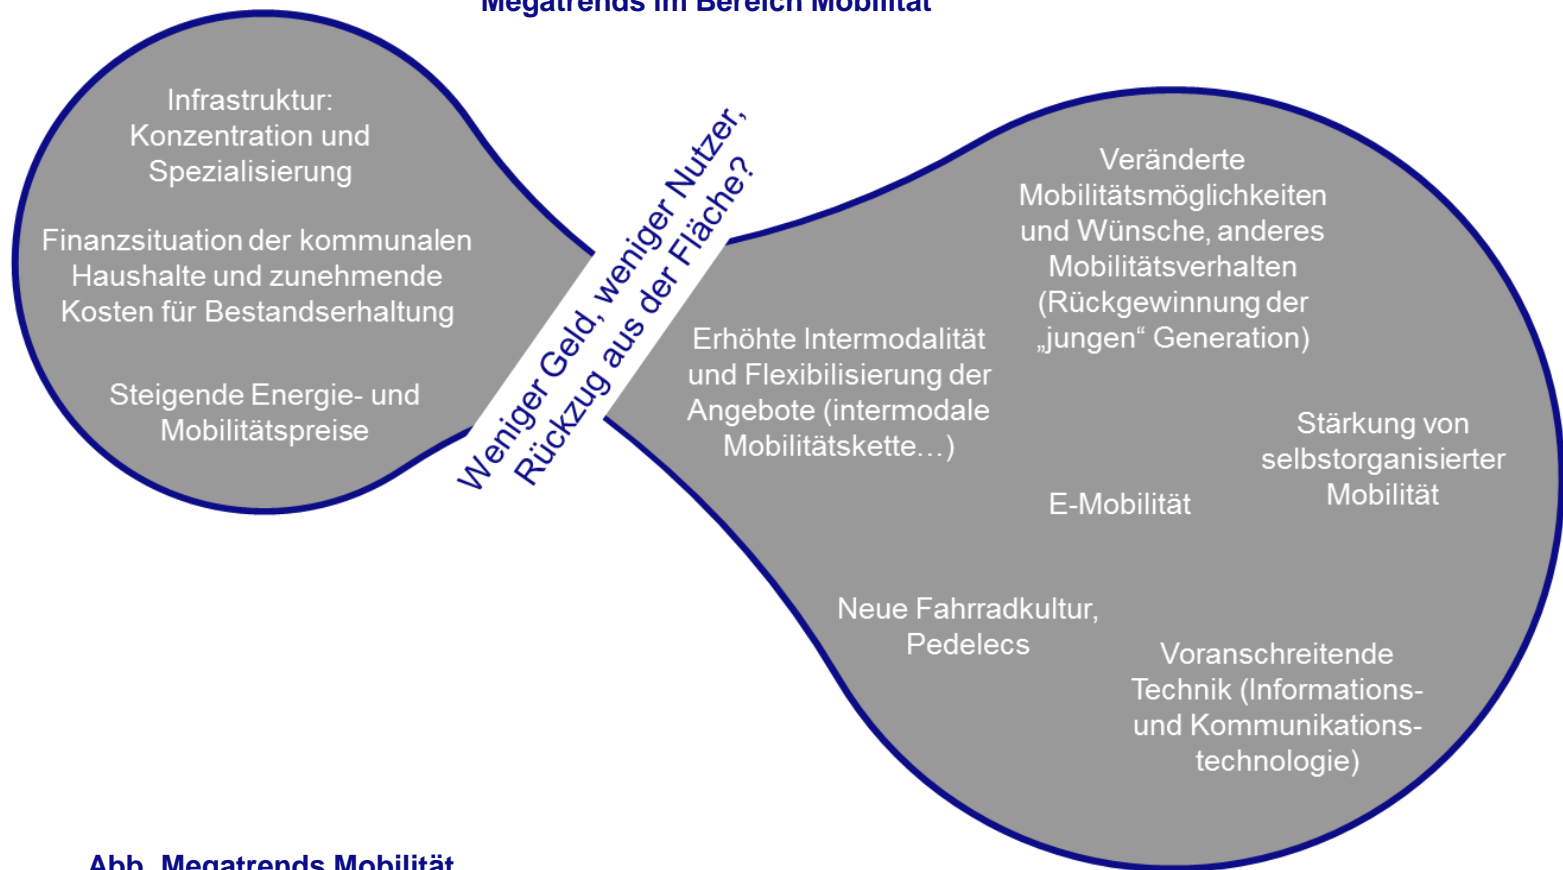 Megatrends im Bereich Mobilität
Infrastruktur:
Konzentration und
Spezialisierung
Finanzsituation der kommunalen
Haushalte und zunehmende
Kosten für Bestandserhaltung
Steigende Energie- und
Mobilitätspreise
Weniger Geld, weniger Nutzer,
Rückzug aus der Fläche?
Erhöhte Intermodalität
und Flexibilisierung der
Angebote (intermodale
Mobilitätskette…)
Veränderte
Mobilitätsmöglichkeiten
und Wünsche, anderes
Mobilitätsverhalten
(Rückgewinnung der
„jungen“ Generation)
Stärkung von
selbstorganisierter
Mobilität
E-Mobilität
Neue Fahrradkultur,
Pedelecs
Voranschreitende
Technik (Informations-
und Kommunikations-
technologie)
Abb. Megatrends Mobilität